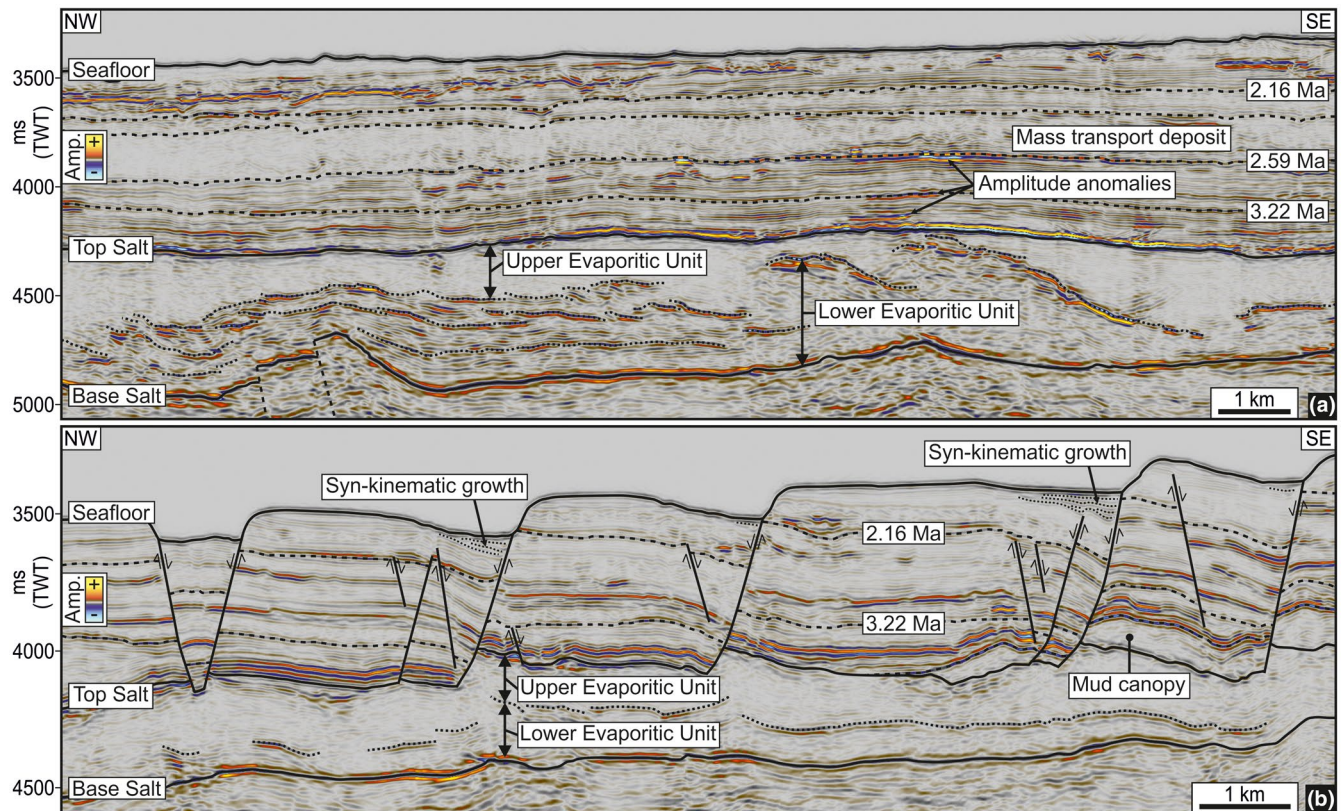 NW
SE
Seafloor
3500
2.16 Ma
ms
(TWT)
Amp.
+
-
Mass transport deposit
2.59 Ma
4000
Amplitude anomalies
3.22 Ma
Top Salt
Upper Evaporitic Unit
4500
Lower Evaporitic Unit
Base Salt
5000
1 km
(a)
NW
SE
Syn-kinematic growth
Syn-kinematic growth
Seafloor
3500
2.16 Ma
ms
(TWT)
Amp.
+
-
3.22 Ma
4000
Top Salt
Upper Evaporitic Unit
Mud canopy
Lower Evaporitic Unit
Base Salt
4500
1 km
(b)